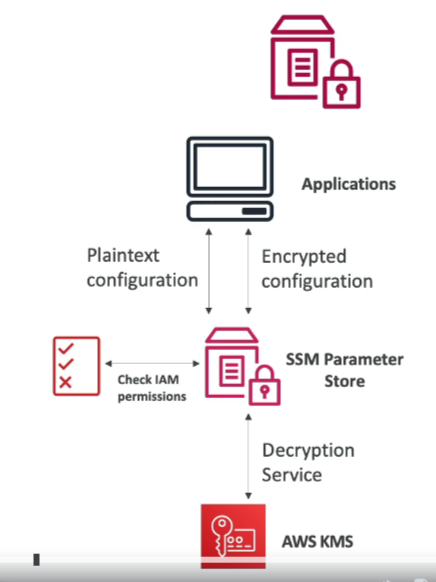 Applications
Plaintext
configuration
Encrypted
configuration
SSM Parameter
Store
Check IAM
permissions
Decryption
Service
AWS KMS